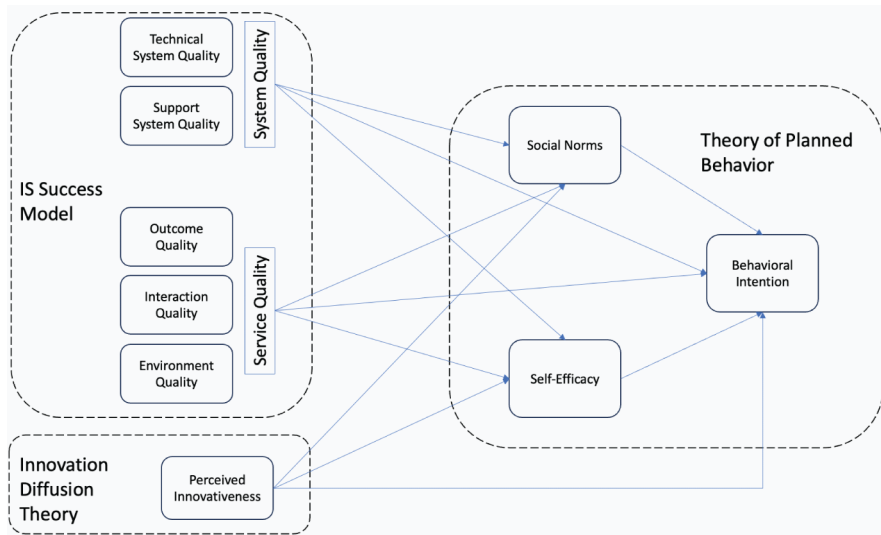 Technical
System Quality
Support
System Quality
System Quality
IS Success
Model
Outcome
Quality
Interaction
Quality
Environment
Quality
Service Quality
Innovation
Diffusion
Theory
Perceived
Innovativeness
Social Norms
Theory of Planned
Behavior
Behavioral
Intention
Self-Efficacy